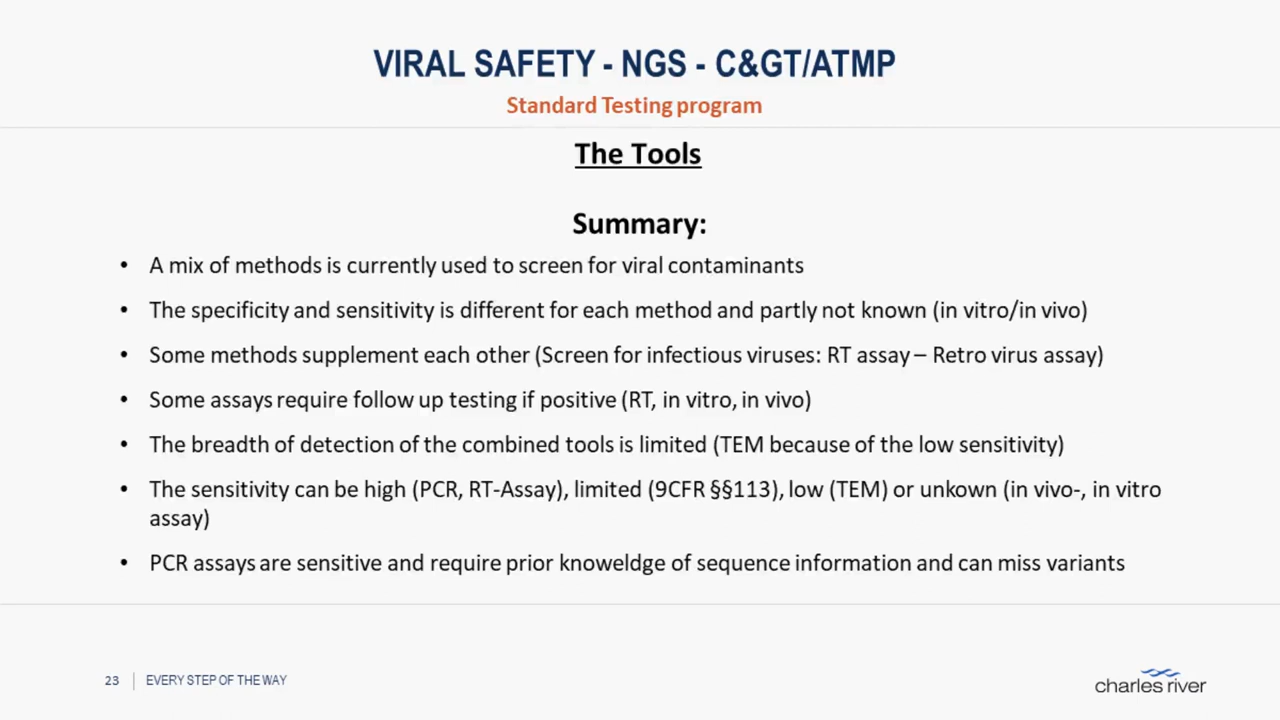 VIRAL SAFETY - NGS - C&GT/ATMP
Standard Testing program
The Tools
Summary:
• A mix of methods is currently used to screen for viral contaminants
• The specificity and sensitivity is different for each method and partly not known (in vitro/in vivo)
• Some methods supplement each other (Screen for infectious viruses: RT assay – Retro virus assay)
• Some assays require follow up testing if positive (RT, in vitro, in vivo)
• The breadth of detection of the combined tools is limited (TEM because of the low sensitivity)
• The sensitivity can be high (PCR, RT-Assay), limited (9CFR §§113), low (TEM) or unkown (in vivo-, in vitro
assay)
• PCR assays are sensitive and require prior knoweldge of sequence information and can miss variants
23 EVERY STEP OF THE WAY
charles river